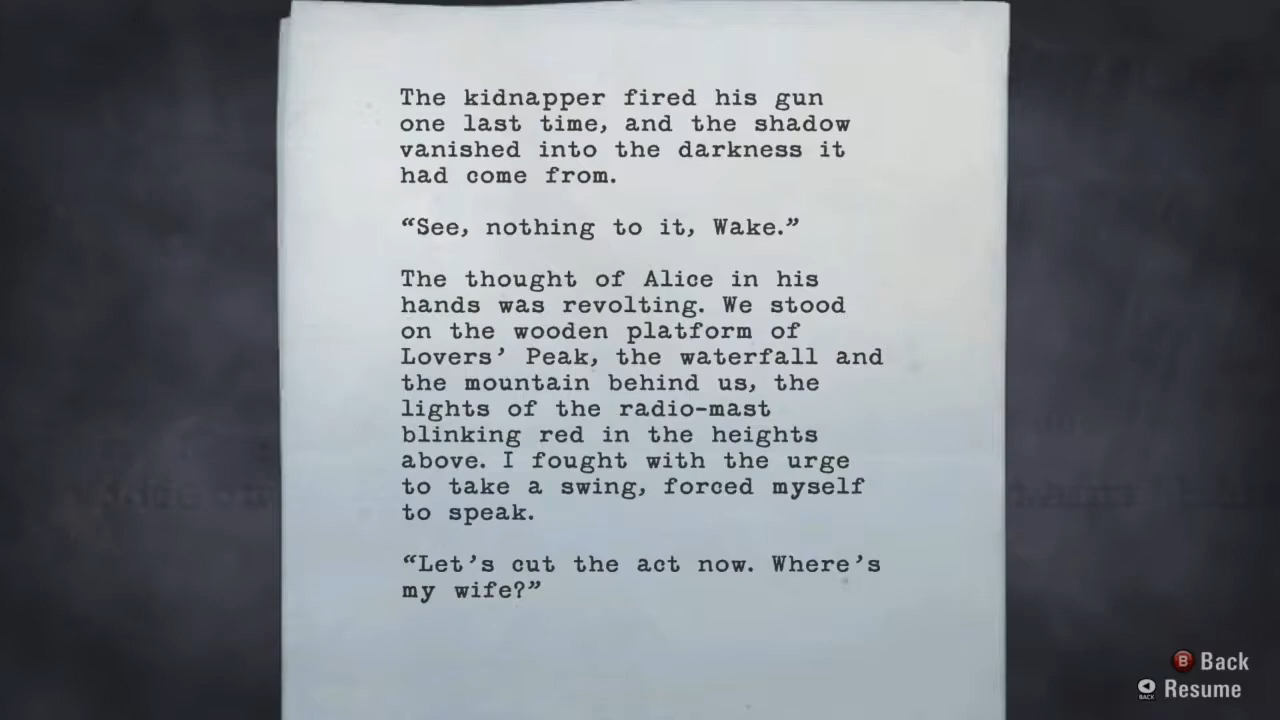 The kidnapper fired his gun
one last time, and the shadow
vanished into the darkness it
had come from.
“See, nothing to it, Wake.”
The thought of Alice in his
hands was revolting. We stood
on the wooden platform of
Lovers’ Peak, the waterfall and
the mountain behind us, the
lights of the radio-mast
blinking red in the heights
above. I fought with the urge
to take a swing, forced myself
to speak.
“Let’s cut the act now. Where’s
my wife?”
B Back
BACK Resume